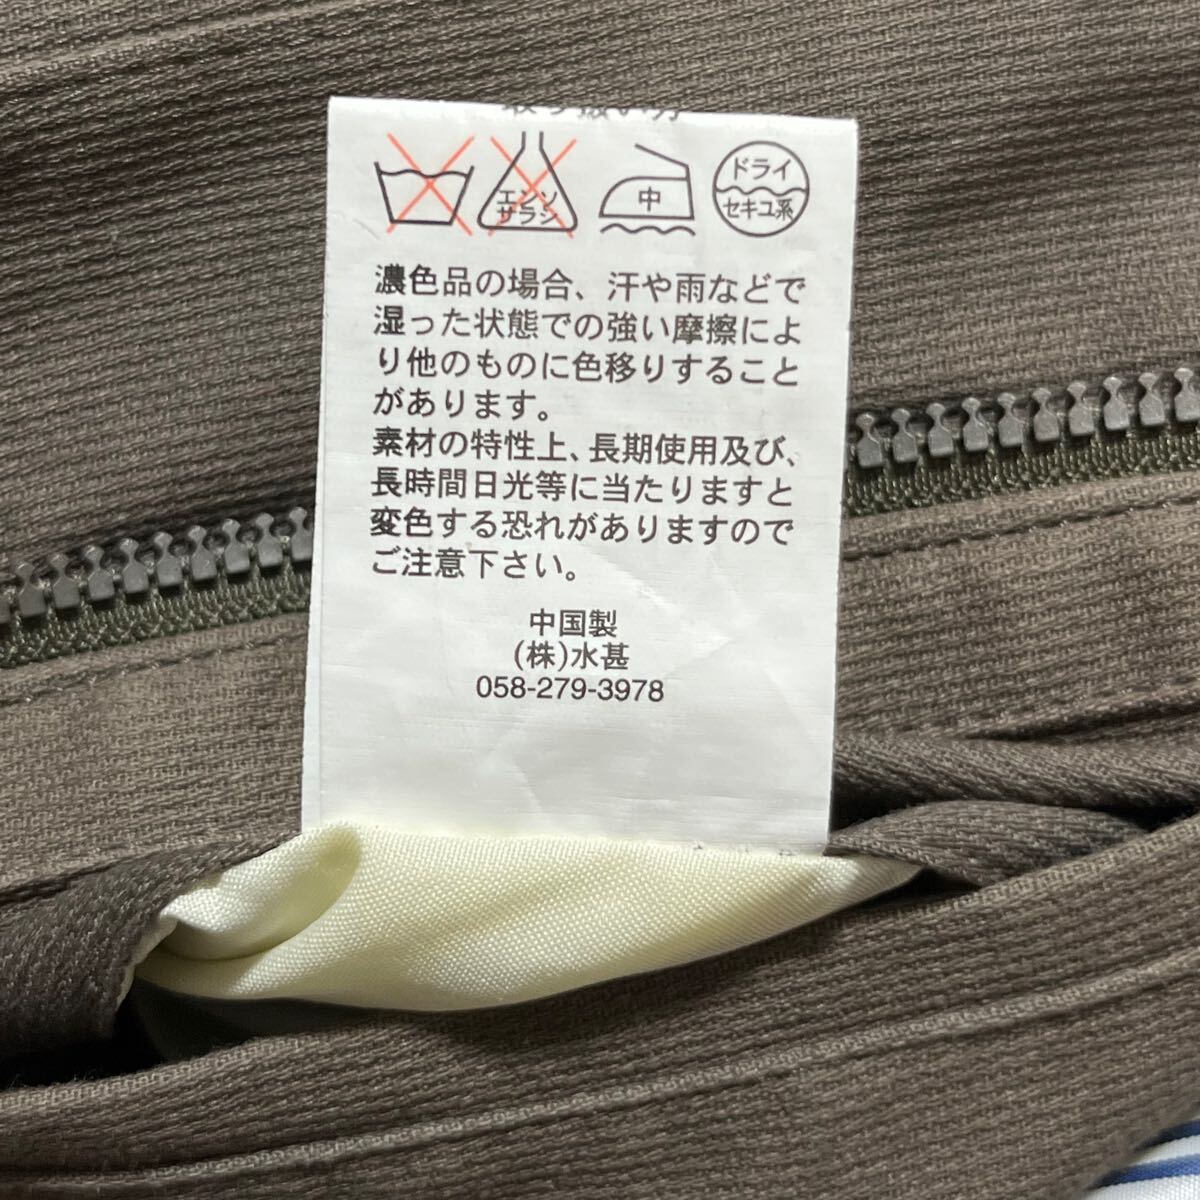 取り扱い方
エンソ
サラシ
中
ドライ
セキユ系
濃色品の場合、汗や雨などで
湿った状態での強い摩擦によ
り他のものに色移りすること
があります。
素材の特性上、長期使用及び、
長時間日光等に当たりますと
変色する恐れがありますので
ご注意下さい。
中国製
(株)水甚
058-279-3978